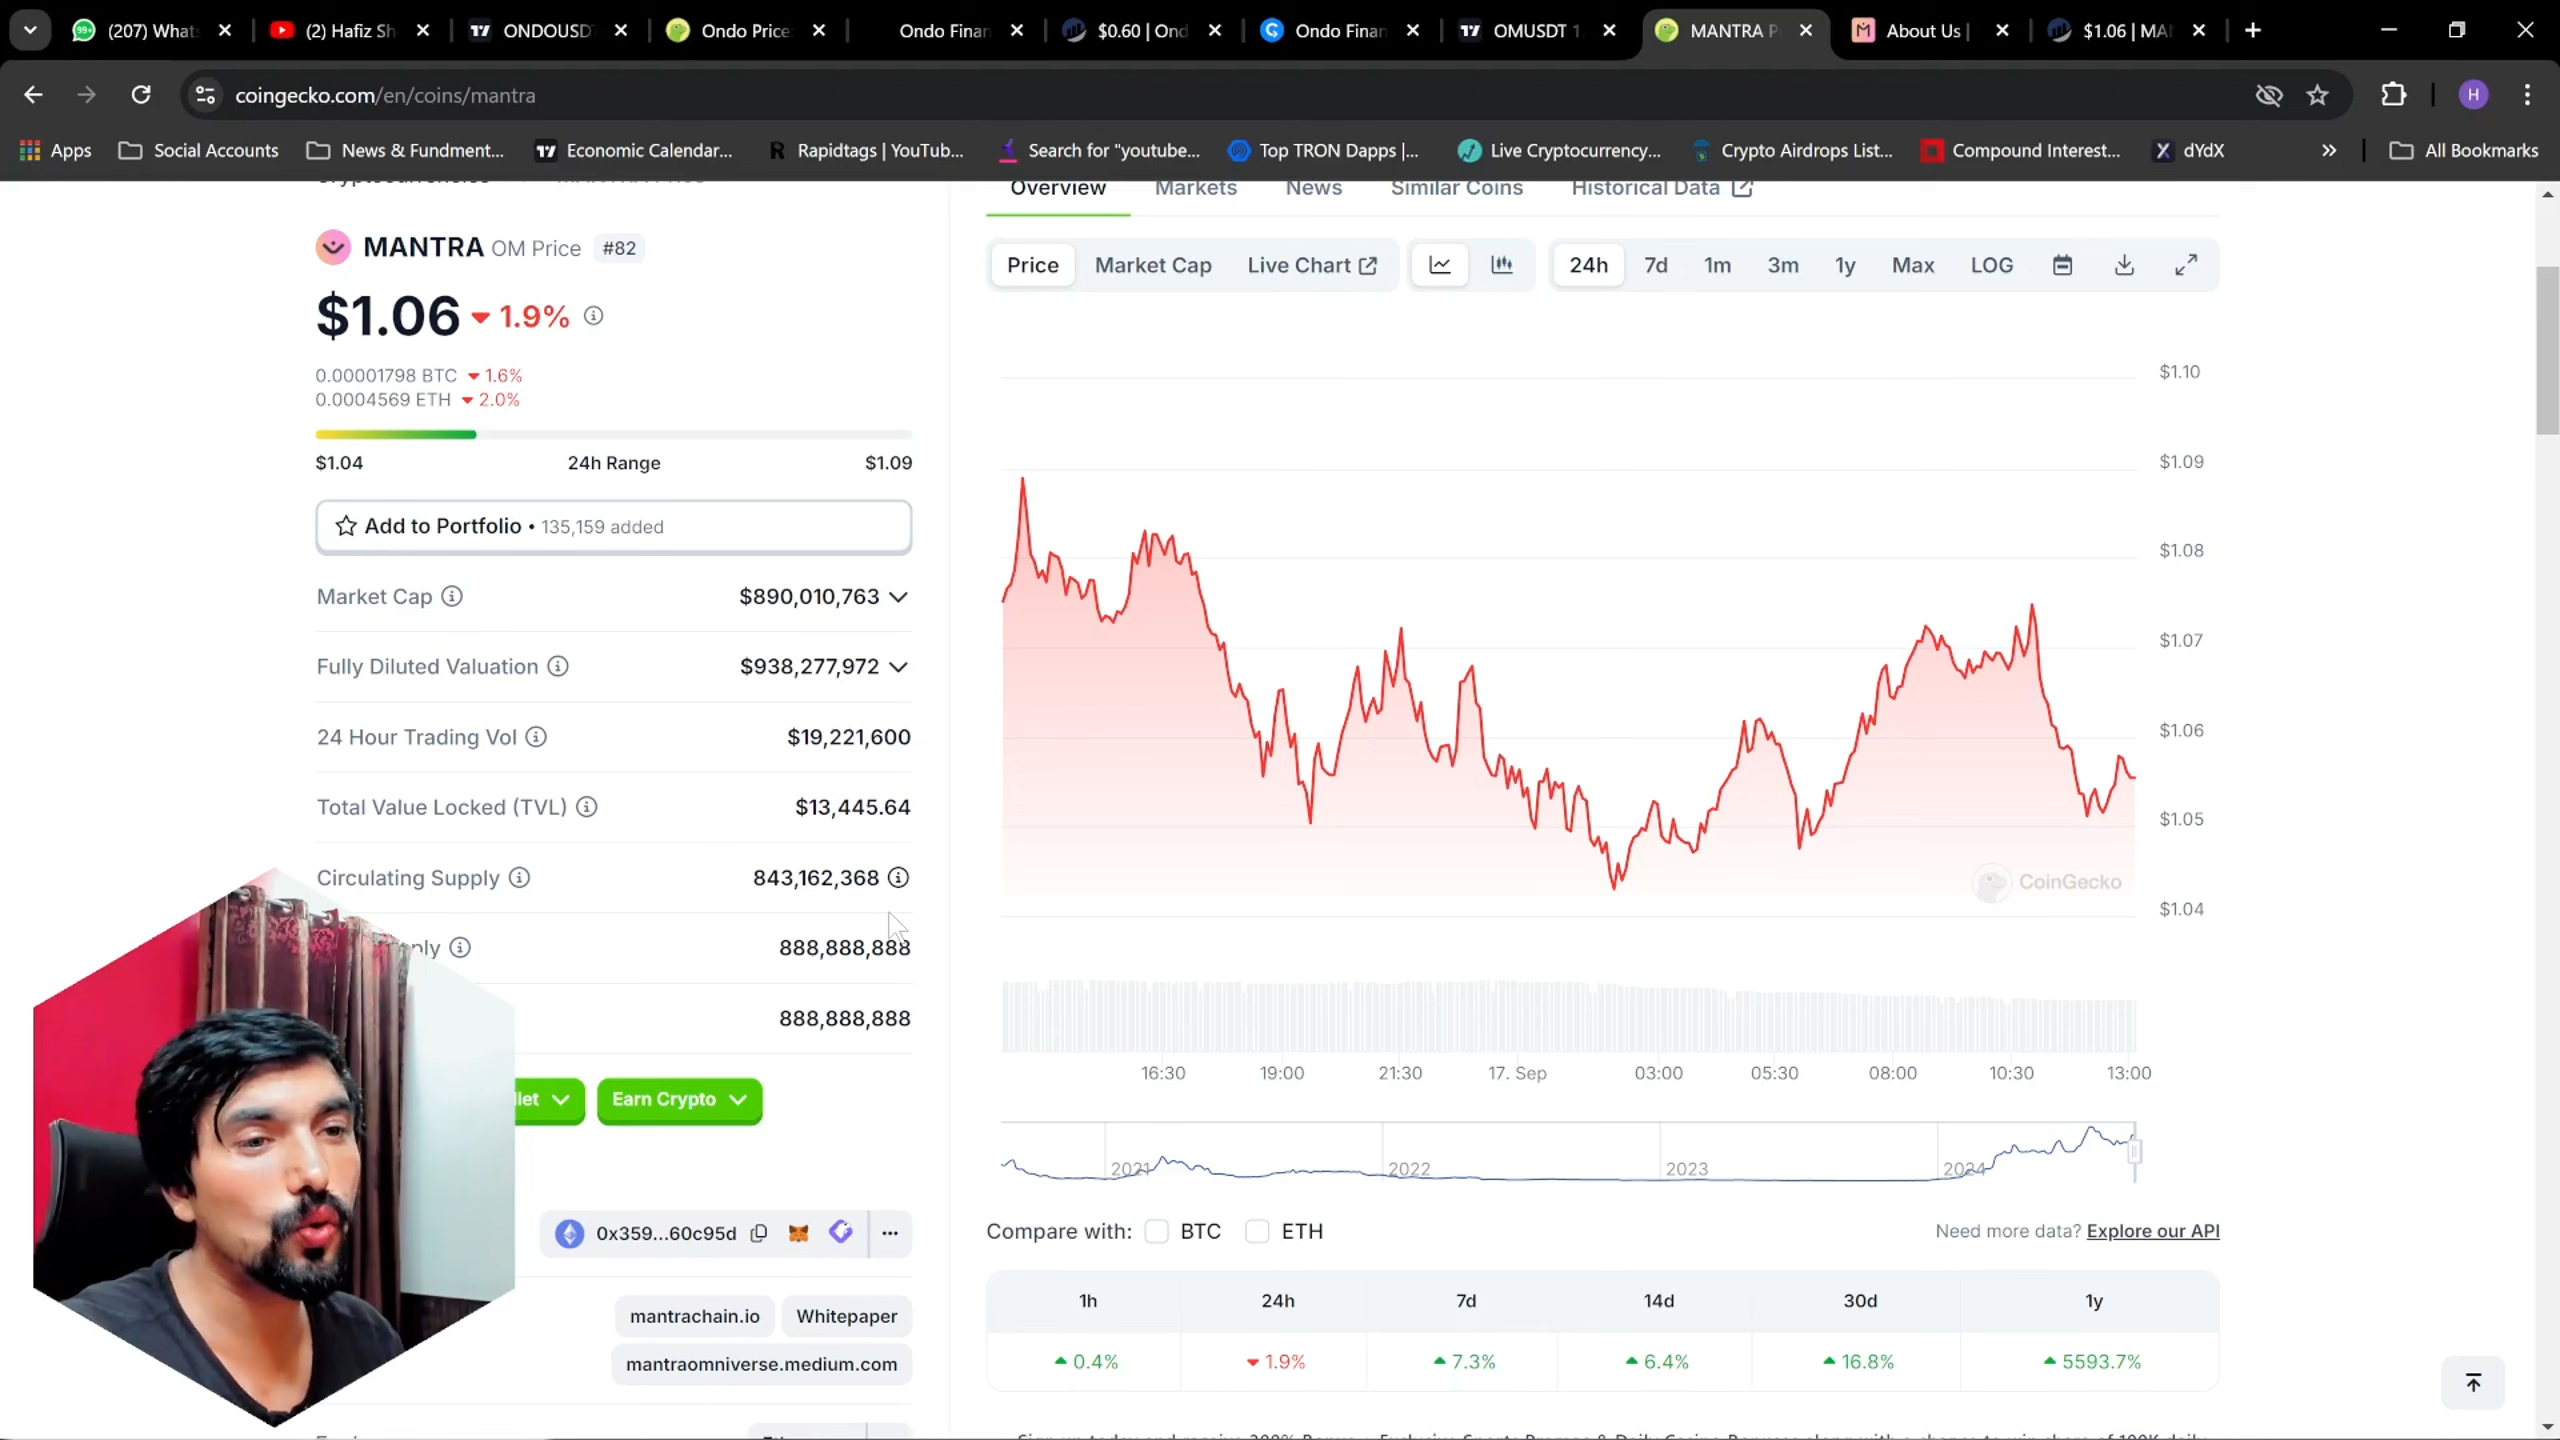 (207) Whats
(2) Hafiz Sh
ONDOUSDT
Ondo Price
Ondo Finan
$0.60 | Ond
Ondo Finan
OMUSDT 1.
MANTRA P
About Us |
$1.06 | MAN
coingecko.com/en/coins/mantra
H
Apps
Social Accounts
News & Fundment...
Economic Calendar...
Rapidtags | YouTub...
Search for "youtube...
Top TRON Dapps |...
Live Cryptocurrency...
Crypto Airdrops List...
Compound Interest...
dYdX
All Bookmarks
Overview
Markets
News
Similar Coins
Historical Data
MANTRA OM Price #82
$1.06 1.9%
0.00001798 BTC 1.6%
0.0004569 ETH 2.0%
$1.04 24h Range $1.09
Add to Portfolio • 135,159 added
Market Cap $890,010,763
Fully Diluted Valuation $938,277,972
24 Hour Trading Vol $19,221,600
Total Value Locked (TVL) $13,445.64
Circulating Supply 843,162,368
ply 888,888,888
888,888,888
let
Earn Crypto
0x359...60c95d
mantrachain.io
Whitepaper
mantraomniverse.medium.com
Price
Market Cap
Live Chart
24h
7d
1m
3m
1y
Max
LOG
$1.10
$1.09
$1.08
$1.07
$1.06
$1.05
$1.04
CoinGecko
16:30 19:00 21:30 17. Sep 03:00 05:30 08:00 10:30 13:00
2021 2022 2023 2024
Compare with: BTC ETH
Need more data? Explore our API
1h 24h 7d 14d 30d 1y
0.4% 1.9% 7.3% 6.4% 16.8% 5593.7%